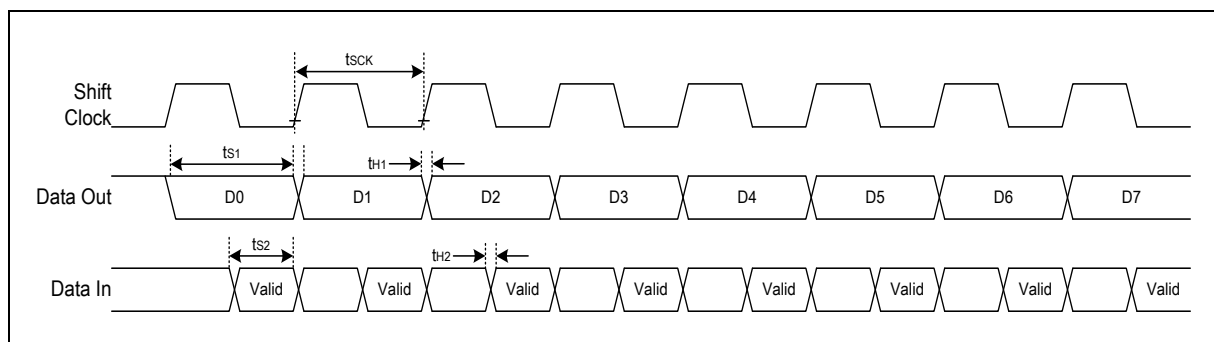 tSCK
Shift
Clock
tS1
tH1
Data Out
D0 D1 D2 D3 D4 D5 D6 D7
tS2
tH2
Data In
Valid Valid Valid Valid Valid Valid Valid Valid